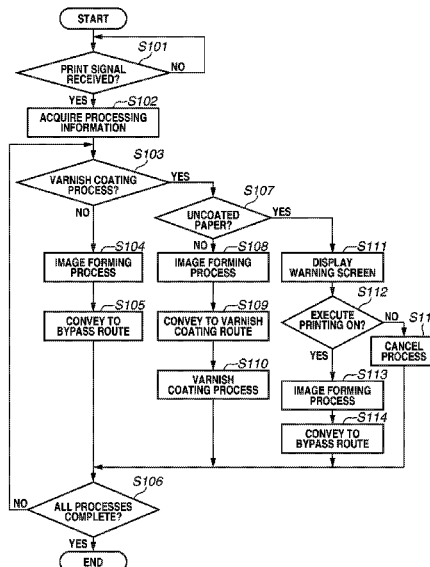 START
S101
PRINT SIGNAL
RECEIVED?
NO
YES
S102
ACQUIRE PROCESSING
INFORMATION
S103
VARNISH COATING
PROCESS?
YES
NO
S107
UNCOATED
PAPER?
YES
NO
S104
IMAGE FORMING
PROCESS
S108
IMAGE FORMING
PROCESS
S111
DISPLAY
WARNING SCREEN
S105
CONVEY TO
BYPASS ROUTE
S109
CONVEY TO VARNISH
COATING ROUTE
S112
EXECUTE
PRINTING ON?
NO
YES
CANCEL
PROCESS
S110
VARNISH
COATING PROCESS
S113
IMAGE FORMING
PROCESS
S114
CONVEY TO
BYPASS ROUTE
S106
ALL PROCESSES
COMPLETE?
NO
YES
END